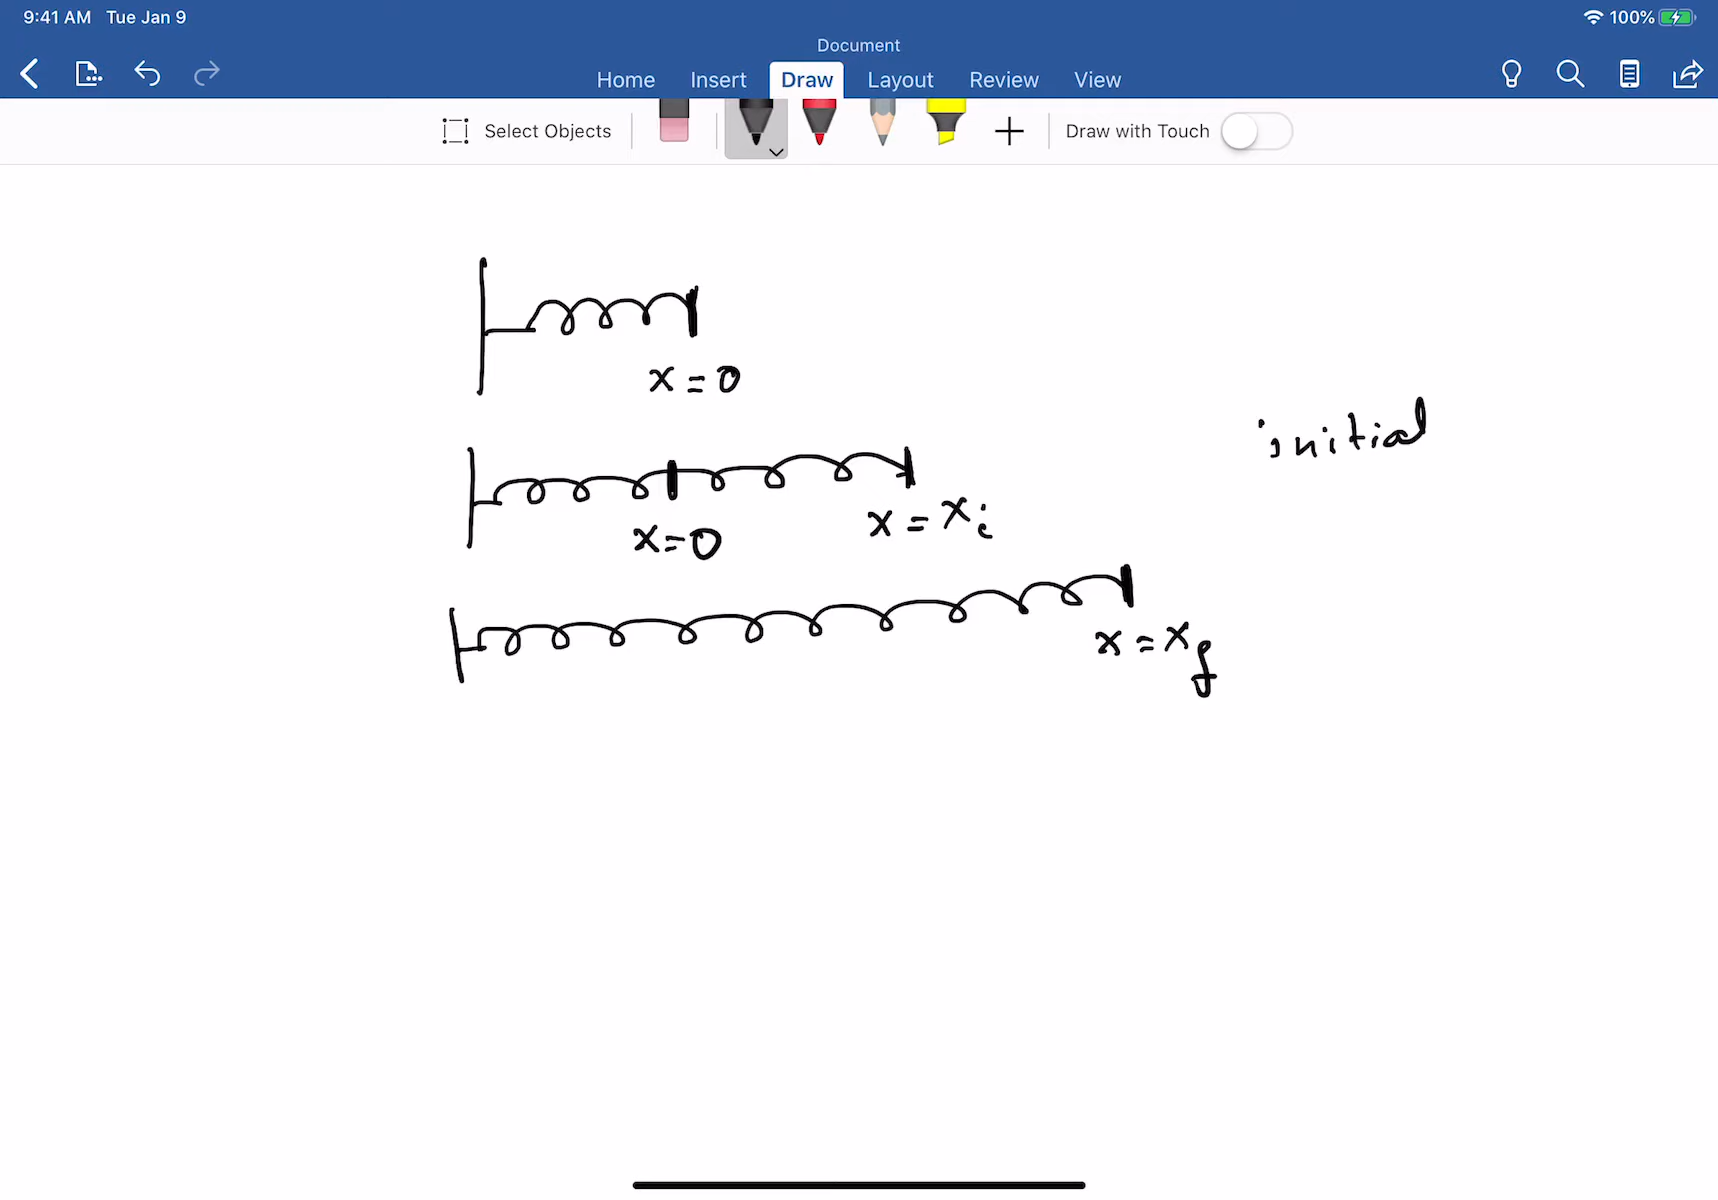 9:41 AM Tue Jan 9
100%
Document
Home Insert Draw Layout Review View
Select Objects
Draw with Touch
x = 0
initial
x = 0 x = xi
x = xf